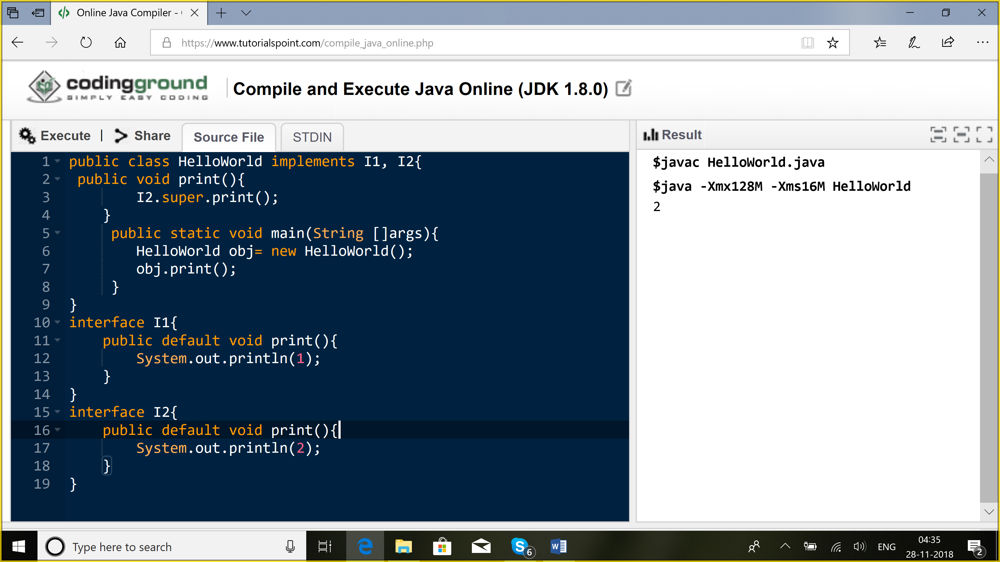 Online Java Compiler - (
https://www.tutorialspoint.com/compile_java_online.php
codingground
SIMPLY EASY CODING
Compile and Execute Java Online (JDK 1.8.0)
Execute | Share Source File STDIN
Result
1 public class HelloWorld implements I1, I2{
2 public void print(){
3 I2.super.print();
4 }
5 public static void main(String []args){
6 HelloWorld obj= new HelloWorld();
7 obj.print();
8 }
9 }
10 interface I1{
11 public default void print(){
12 System.out.println(1);
13 }
14 }
15 interface I2{
16 public default void print(){
17 System.out.println(2);
18 }
19 }
$javac HelloWorld.java
$java -Xmx128M -Xms16M HelloWorld
2
Type here to search
6
ENG
04:35
28-11-2018
2